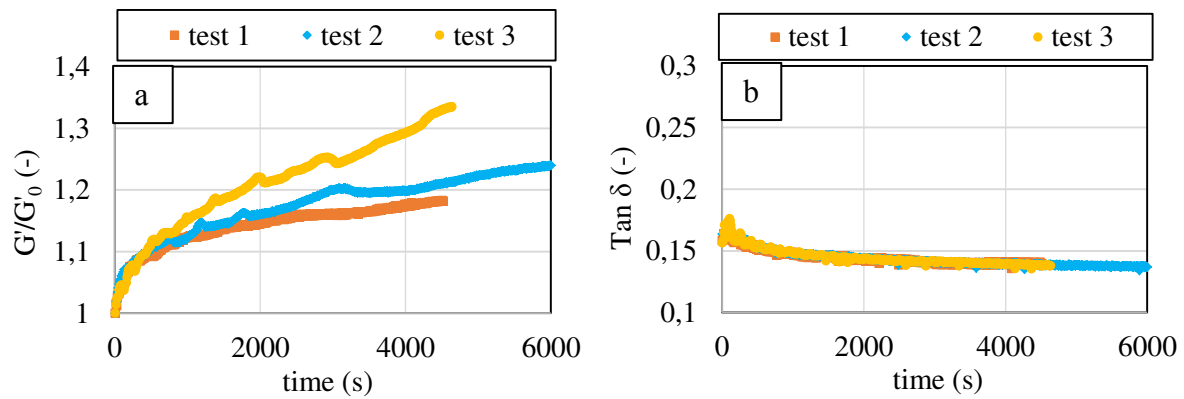 test 1 test 2 test 3
a
1,4
1,3
1,2
1,1
1
G'/G'₀ (-)
0 2000 4000 6000
time (s)
test 1 test 2 test 3
b
0,3
0,25
0,2
0,15
0,1
Tan δ (-)
0 2000 4000 6000
time (s)